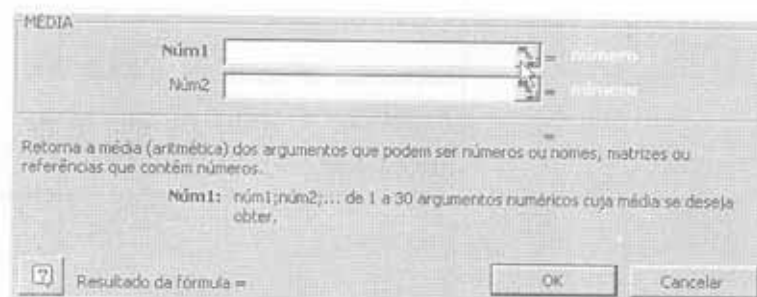 MÉDIA
Núm1 = número
Núm2 = número
=
Retorna a média (aritmética) dos argumentos que podem ser números ou nomes, matrizes ou
referências que contêm números.
Núm1: núm1;núm2;... de 1 a 30 argumentos numéricos cuja média se deseja
obter.
Resultado da fórmula =
OK Cancelar